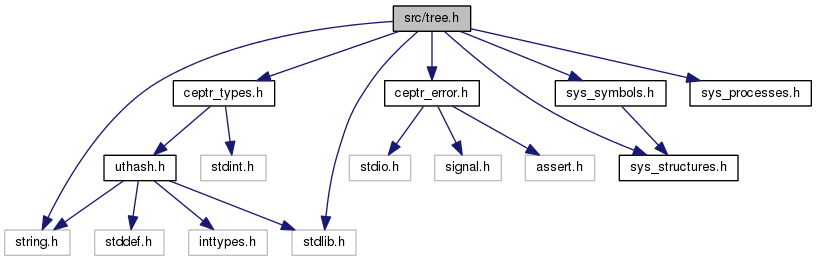 src/tree.h
ceptr_types.h
ceptr_error.h
sys_symbols.h
sys_processes.h
uthash.h
stdint.h
stdio.h
signal.h
assert.h
sys_structures.h
string.h
stddef.h
inttypes.h
stdlib.h